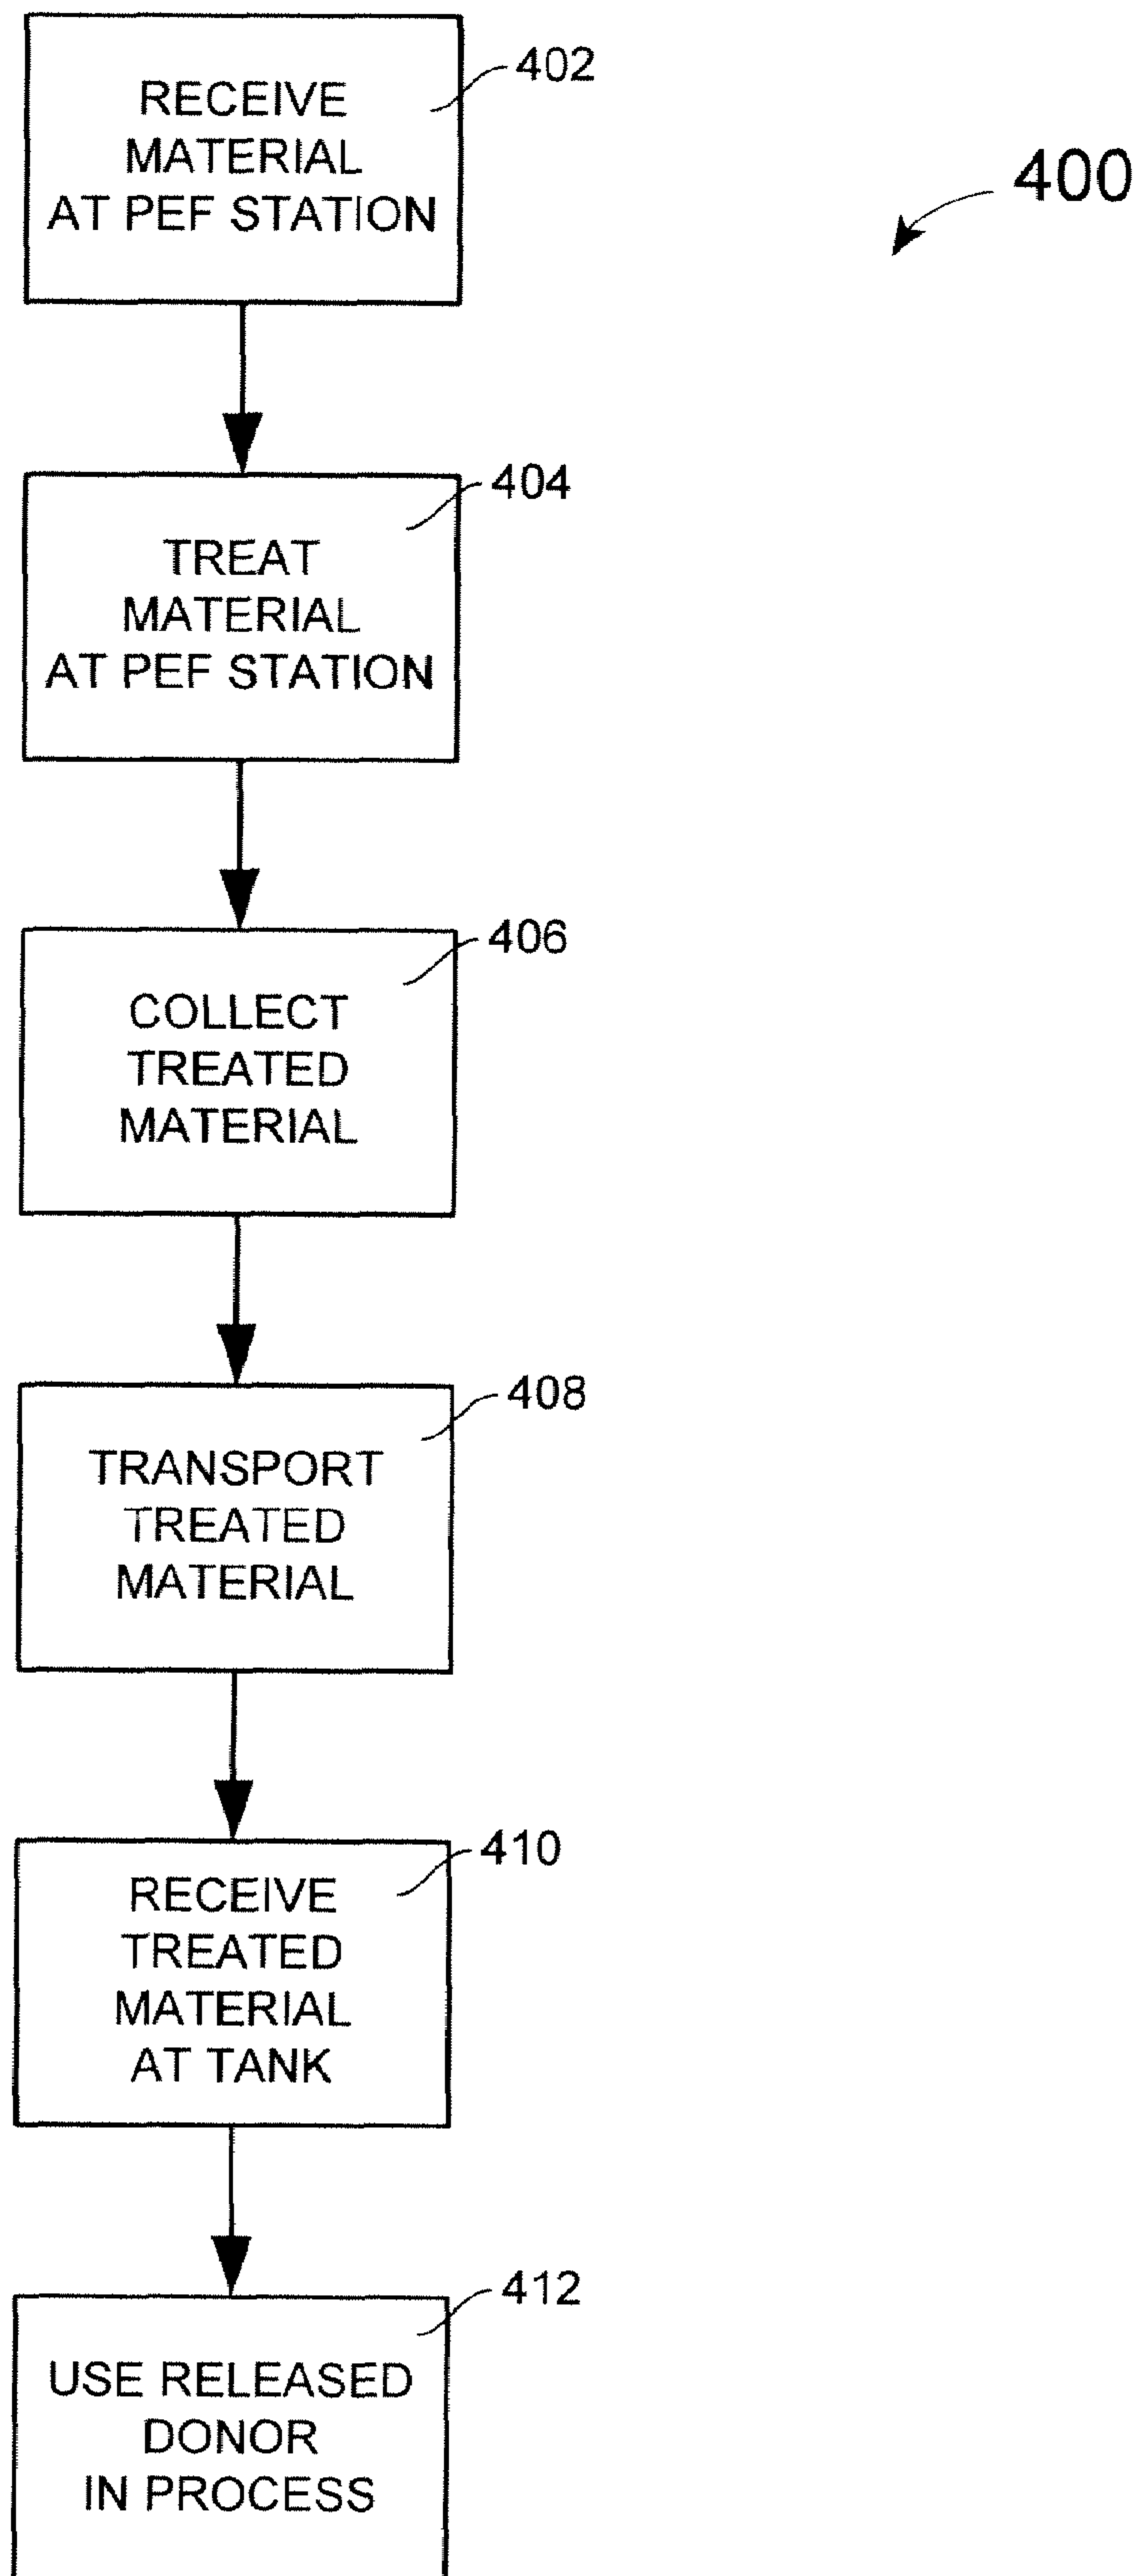 402
RECEIVE
MATERIAL
AT PEF STATION
400
404
TREAT
MATERIAL
AT PEF STATION
406
COLLECT
TREATED
MATERIAL
408
TRANSPORT
TREATED
MATERIAL
410
RECEIVE
TREATED
MATERIAL
AT TANK
412
USE RELEASED
DONOR
IN PROCESS